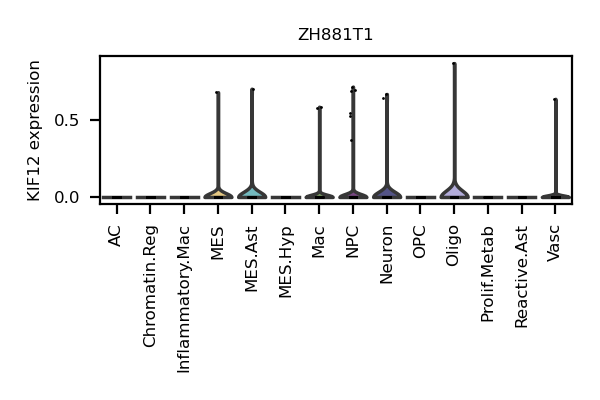 ZH881T1
KIF12 expression
0.5
0.0
AC
Chromatin.Reg
Inflammatory.Mac
MES
MES.Ast
MES.Hyp
Mac
NPC
Neuron
OPC
Oligo
Prolif.Metab
Reactive.Ast
Vasc